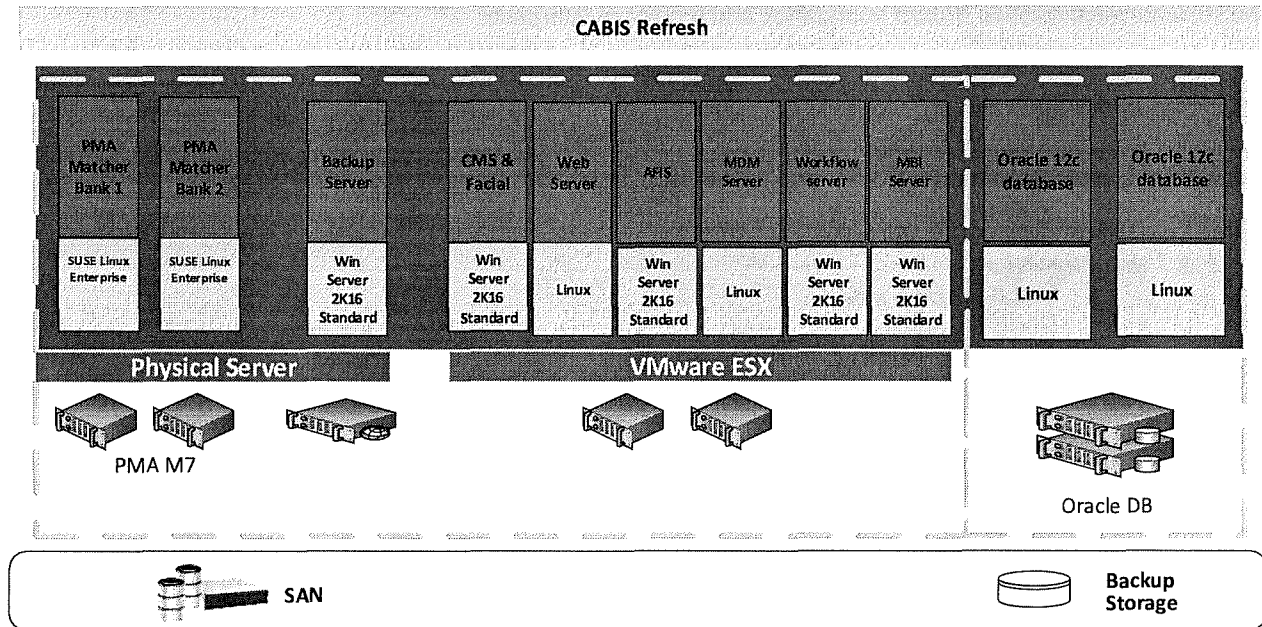 CABIS Refresh
PMA
Matcher
Bank 1
SUSE Linux
Enterprise
PMA
Matcher
Bank 2
SUSE Linux
Enterprise
Backup
Server
Win
Server
2K16
Standard
CMS &
Facial
Win
Server
2K16
Standard
Web
Server
Linux
AFIS
Win
Server
2K16
Standard
MDM
Server
Linux
Workflow
server
Win
Server
2K16
Standard
MBI
Server
Win
Server
2K16
Standard
Oracle 12c
database
Linux
Oracle 12c
database
Linux
Physical Server
VMware ESX
PMA M7
Oracle DB
SAN
Backup
Storage